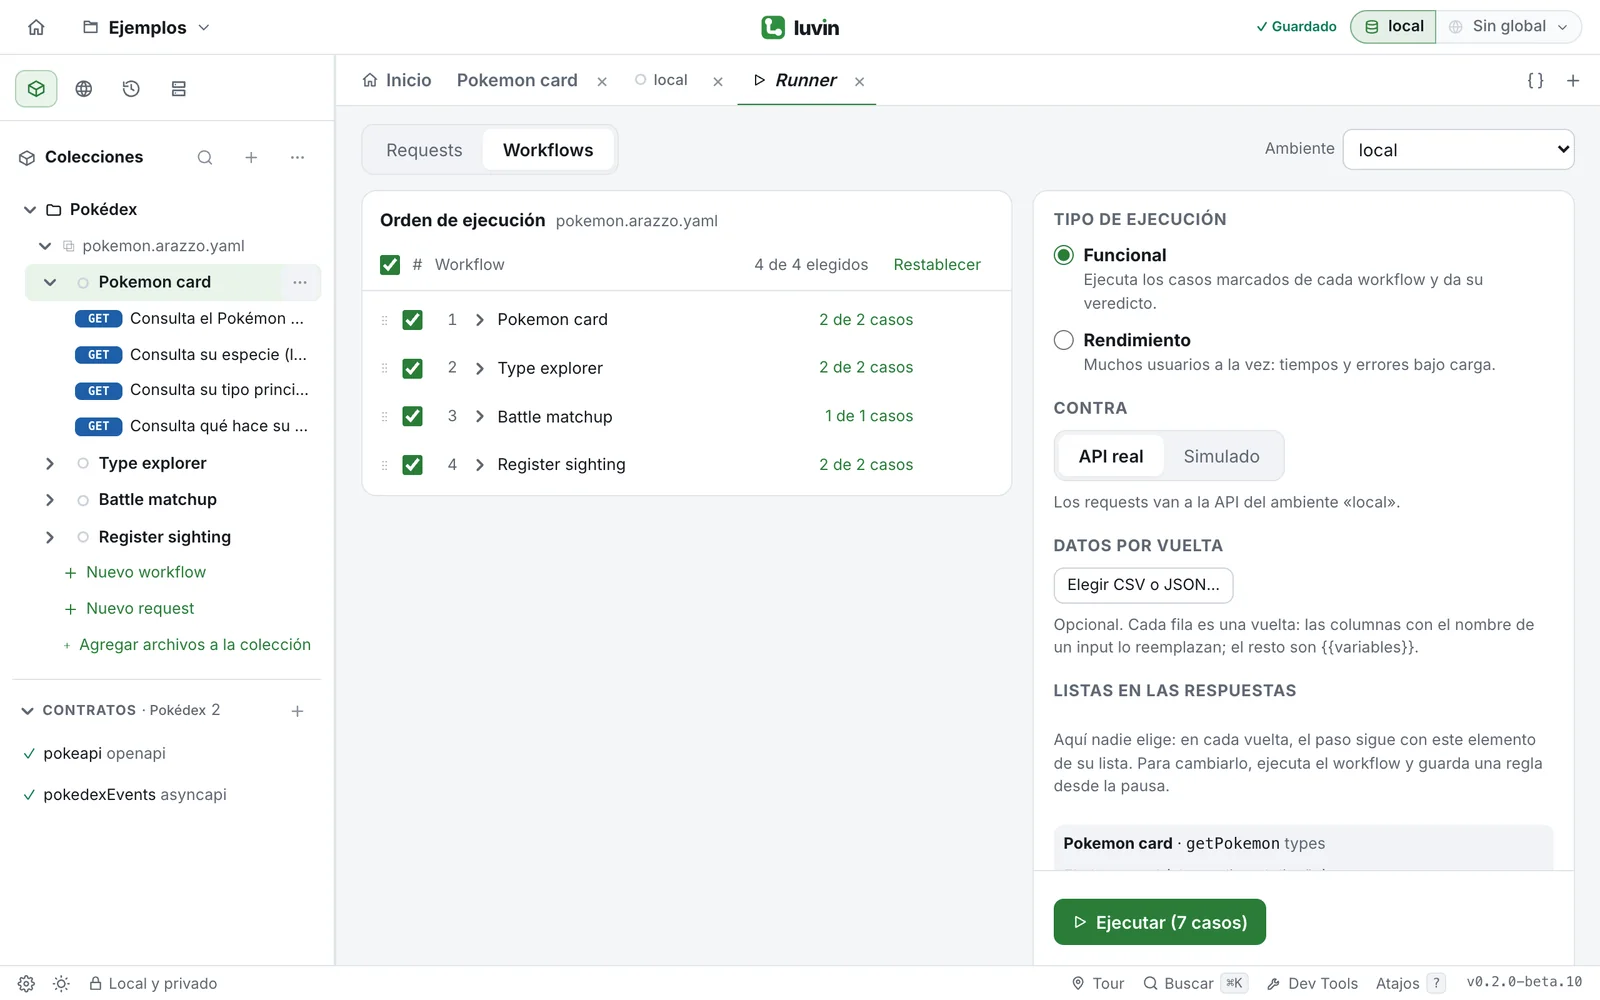 Ejemplos
luvin
Guardado
local
Sin global
Inicio
Pokemon card
local
Runner
Colecciones
Requests
Workflows
Ambiente
local
Pokédex
pokemon.arazzo.yaml
Pokemon card
GET Consulta el Pokémon ...
GET Consulta su especie (l...
GET Consulta su tipo princi...
GET Consulta qué hace su ...
Type explorer
Battle matchup
Register sighting
+ Nuevo workflow
+ Nuevo request
+ Agregar archivos a la colección
CONTRATOS · Pokédex 2
pokeapi openapi
pokedexEvents asyncapi
Orden de ejecución pokemon.arazzo.yaml
# Workflow 4 de 4 elegidos Restablecer
1 Pokemon card 2 de 2 casos
2 Type explorer 2 de 2 casos
3 Battle matchup 1 de 1 casos
4 Register sighting 2 de 2 casos
TIPO DE EJECUCIÓN
Funcional
Ejecuta los casos marcados de cada workflow y da su
veredicto.
Rendimiento
Muchos usuarios a la vez: tiempos y errores bajo carga.
CONTRA
API real
Simulado
Los requests van a la API del ambiente «local».
DATOS POR VUELTA
Elegir CSV o JSON...
Opcional. Cada fila es una vuelta: las columnas con el nombre de
un input lo reemplazan; el resto son {{variables}}.
LISTAS EN LAS RESPUESTAS
Aquí nadie elige: en cada vuelta, el paso sigue con este elemento
de su lista. Para cambiarlo, ejecuta el workflow y guarda una regla
desde la pausa.
Pokemon card · getPokemon types
Ejecutar (7 casos)
Local y privado
Tour
Buscar ⌘K
Dev Tools
Atajos ?
v0.2.0-beta.10